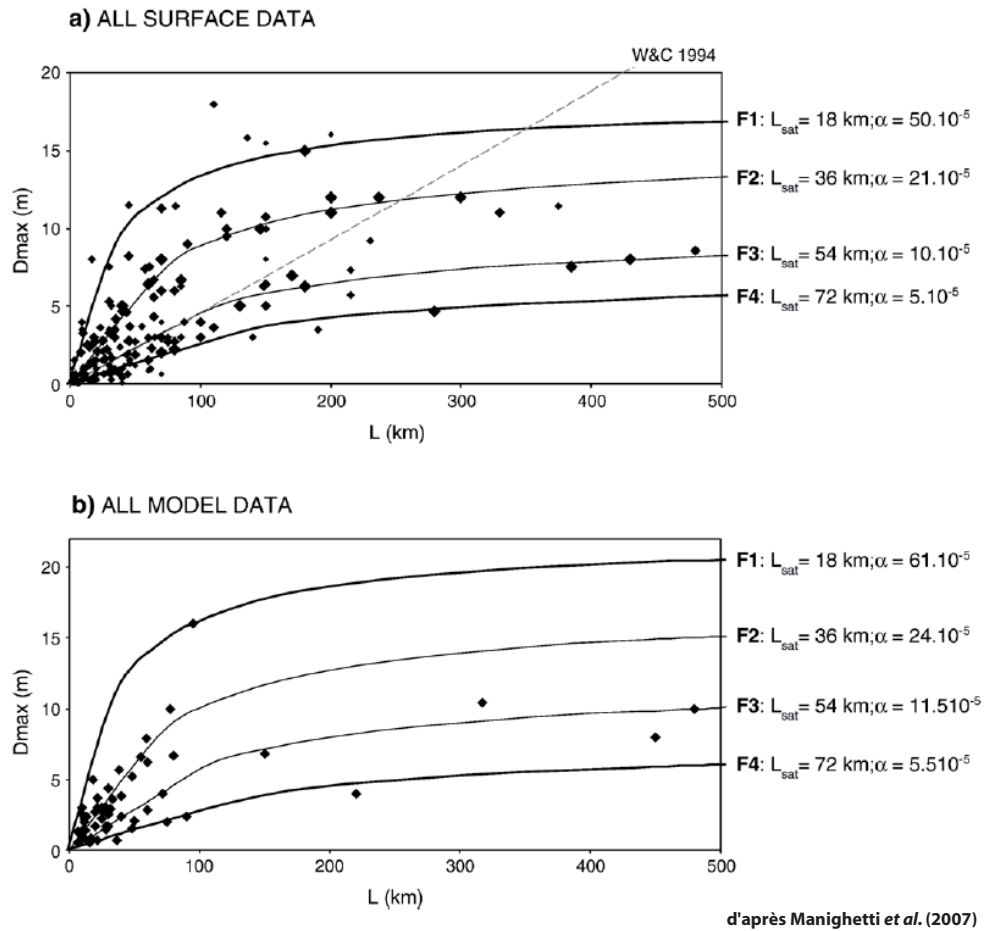 a) ALL SURFACE DATA
W&C 1994
20
15
10
5
0
Dmax (m)
0 100 200 300 400 500
L (km)
F1: Lsat= 18 km;α = 50.10-5
F2: Lsat= 36 km;α = 21.10-5
F3: Lsat= 54 km;α = 10.10-5
F4: Lsat= 72 km;α = 5.10-5
b) ALL MODEL DATA
20
15
10
5
0
Dmax (m)
0 100 200 300 400 500
L (km)
F1: Lsat= 18 km;α = 61.10-5
F2: Lsat= 36 km;α = 24.10-5
F3: Lsat= 54 km;α = 11.510-5
F4: Lsat= 72 km;α = 5.510-5
d'après Manighetti et al. (2007)